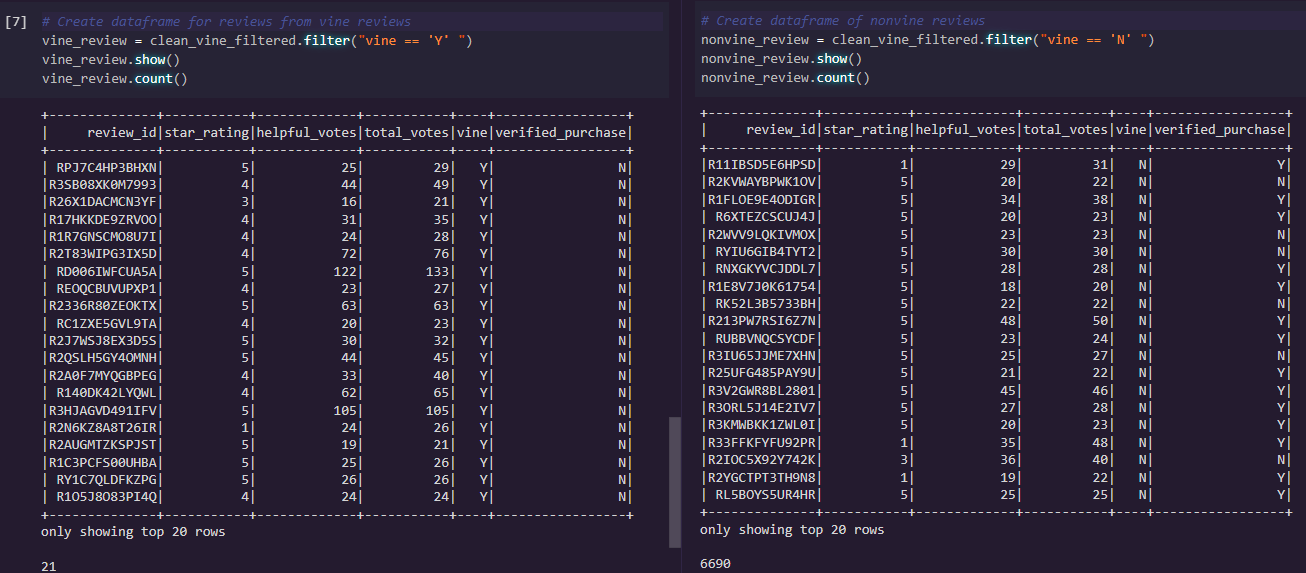 [7] # Create dataframe for reviews from vine reviews
vine_review = clean_vine_filtered.filter("vine == 'Y' ")
vine_review.show()
vine_review.count()
+--------------+-----------+-------------+-----------+----+-----------------+
|     review_id|star_rating|helpful_votes|total_votes|vine|verified_purchase|
+--------------+-----------+-------------+-----------+----+-----------------+
| RPJ7C4HP3BHXN|          5|           25|         29|   Y|                N|
|R3SB08XK0M7993|          4|           44|         49|   Y|                N|
|R26X1DACMCN3YF|          3|           16|         21|   Y|                N|
|R17HKKDE9ZRVOO|          4|           31|         35|   Y|                N|
|R1R7GNSCMO8U7I|          4|           24|         28|   Y|                N|
|R2T83WIPG3IX5D|          4|           72|         76|   Y|                N|
| RD006IWFCUA5A|          5|          122|        133|   Y|                N|
| REOQCBUVUPXP1|          4|           23|         27|   Y|                N|
|R2336R80ZEOKTX|          5|           63|         63|   Y|                N|
| RC1ZXE5GVL9TA|          4|           20|         23|   Y|                N|
|R2J7WSJ8EX3D5S|          5|           30|         32|   Y|                N|
|R2QSLH5GY4OMNH|          5|           44|         45|   Y|                N|
|R2A0F7MYQGBPEG|          4|           33|         40|   Y|                N|
| R140DK42LYQWL|          4|           62|         65|   Y|                N|
|R3HJAGVD491IFV|          5|          105|        105|   Y|                N|
|R2N6KZ8A8T26IR|          1|           24|         26|   Y|                N|
|R2AUGMTZKSPJST|          5|           19|         21|   Y|                N|
|R1C3PCFS00UHBA|          5|           25|         26|   Y|                N|
| RY1C7QLDFKZPG|          5|           26|         26|   Y|                N|
| R1O5J8O83PI4Q|          4|           24|         24|   Y|                N|
+--------------+-----------+-------------+-----------+----+-----------------+
only showing top 20 rows
21
# Create dataframe of nonvine reviews
nonvine_review = clean_vine_filtered.filter("vine == 'N' ")
nonvine_review.show()
nonvine_review.count()
+--------------+-----------+-------------+-----------+----+-----------------+
|     review_id|star_rating|helpful_votes|total_votes|vine|verified_purchase|
+--------------+-----------+-------------+-----------+----+-----------------+
|R11IBSD5E6HPSD|          1|           29|         31|   N|                Y|
|R2KVWAYBPWK1OV|          5|           20|         22|   N|                N|
|R1FLOE9E4ODIGR|          5|           34|         38|   N|                Y|
| R6XTEZCSCUJ4J|          5|           20|         23|   N|                Y|
|R2WVV9LQKIVMOX|          5|           23|         23|   N|                N|
| RYIU6GIB4TYT2|          5|           30|         30|   N|                N|
| RNXGKYVCJDDL7|          5|           28|         28|   N|                Y|
|R1E8V7J0K61754|          5|           18|         20|   N|                Y|
| RK52L3B5733BH|          5|           22|         22|   N|                N|
|R213PW7RSI6Z7N|          5|           48|         50|   N|                Y|
| RUBBVNQCSYCDF|          5|           23|         24|   N|                Y|
|R3IU65JJME7XHN|          5|           25|         27|   N|                N|
|R25UFG485PAY9U|          5|           21|         22|   N|                Y|
|R3V2GWR8BL2801|          5|           45|         46|   N|                Y|
|R3ORL5J14E2IV7|          5|           27|         28|   N|                Y|
|R3KMWBKK1ZWL0I|          5|           20|         23|   N|                Y|
|R33FFKFYFU92PR|          1|           35|         48|   N|                Y|
|R2IOC5X92Y742K|          3|           36|         40|   N|                N|
|R2YGCTPT3TH9N8|          1|           19|         22|   N|                Y|
| RL5BOYS5UR4HR|          5|           25|         25|   N|                Y|
+--------------+-----------+-------------+-----------+----+-----------------+
only showing top 20 rows
6690